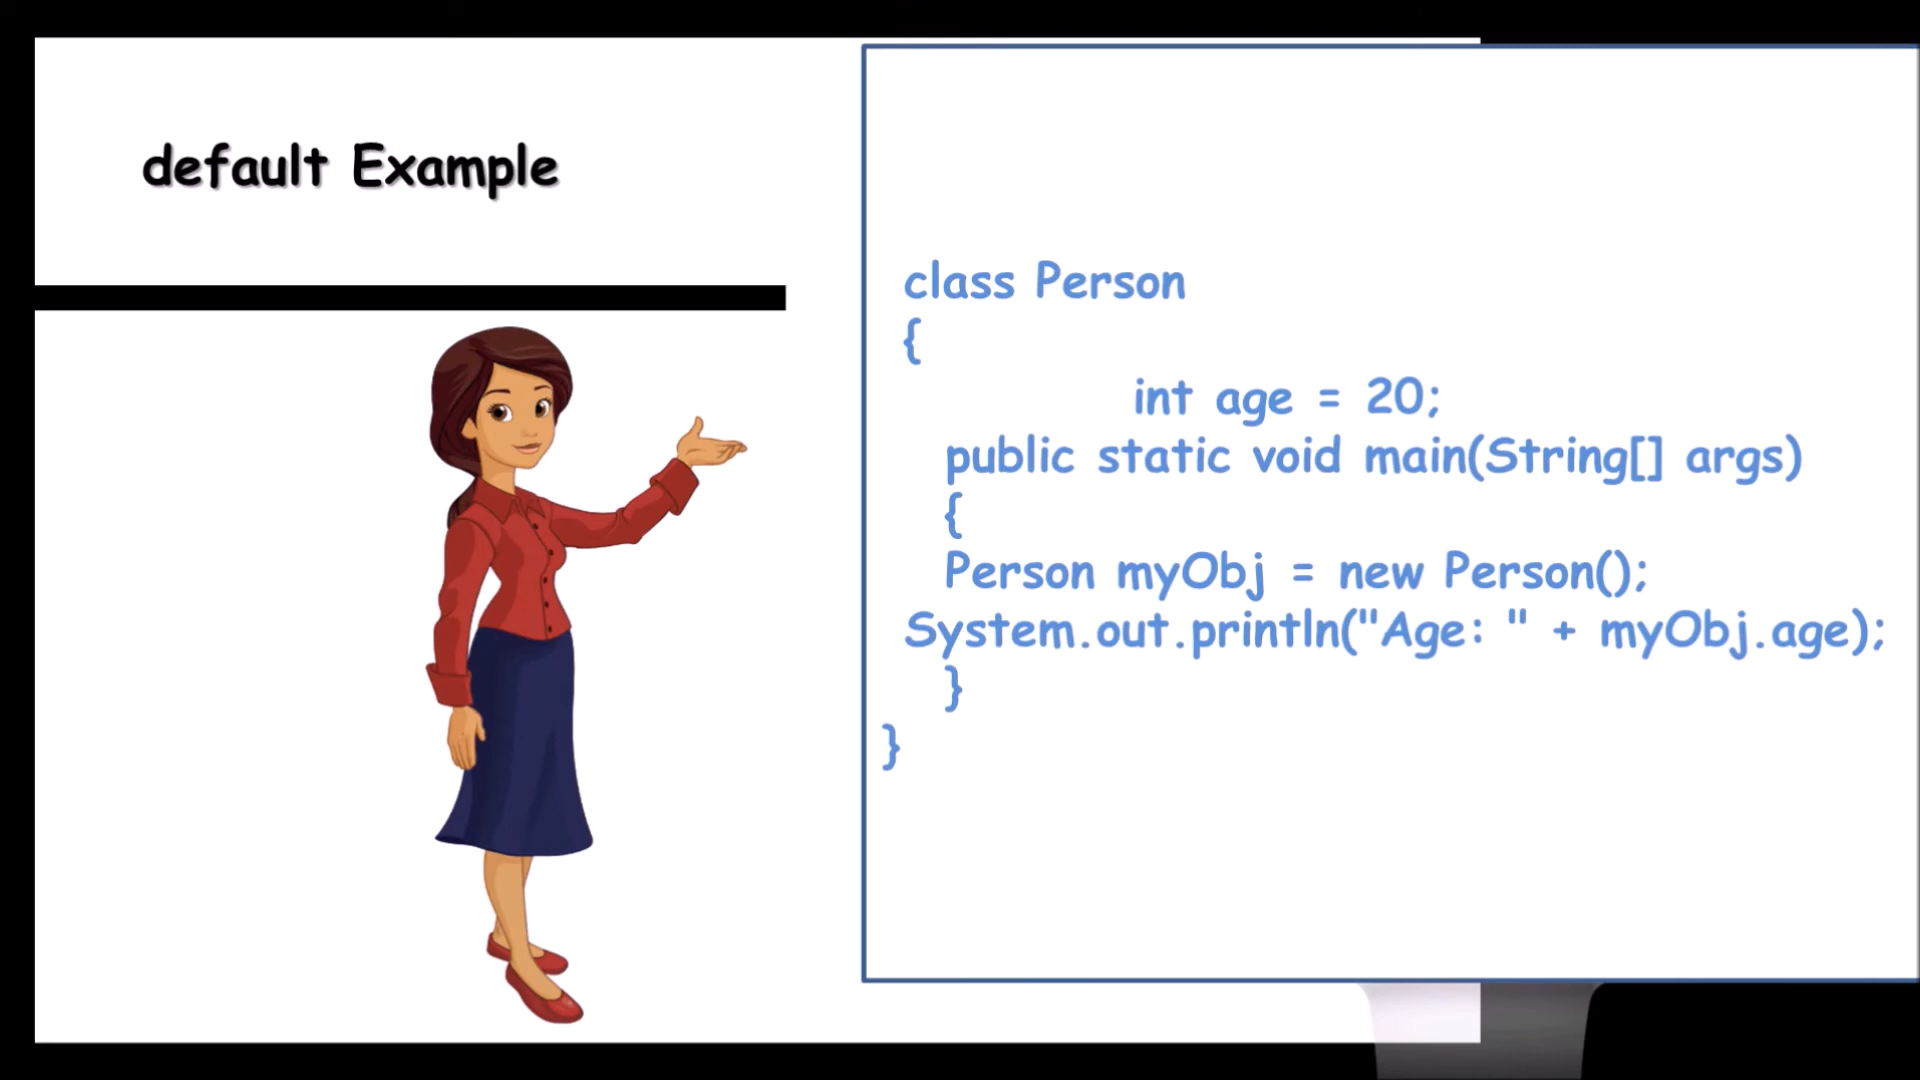 default Example
class Person
{
int age = 20;
public static void main(String[] args)
{
Person myObj = new Person();
System.out.println("Age: " + myObj.age);
}
}